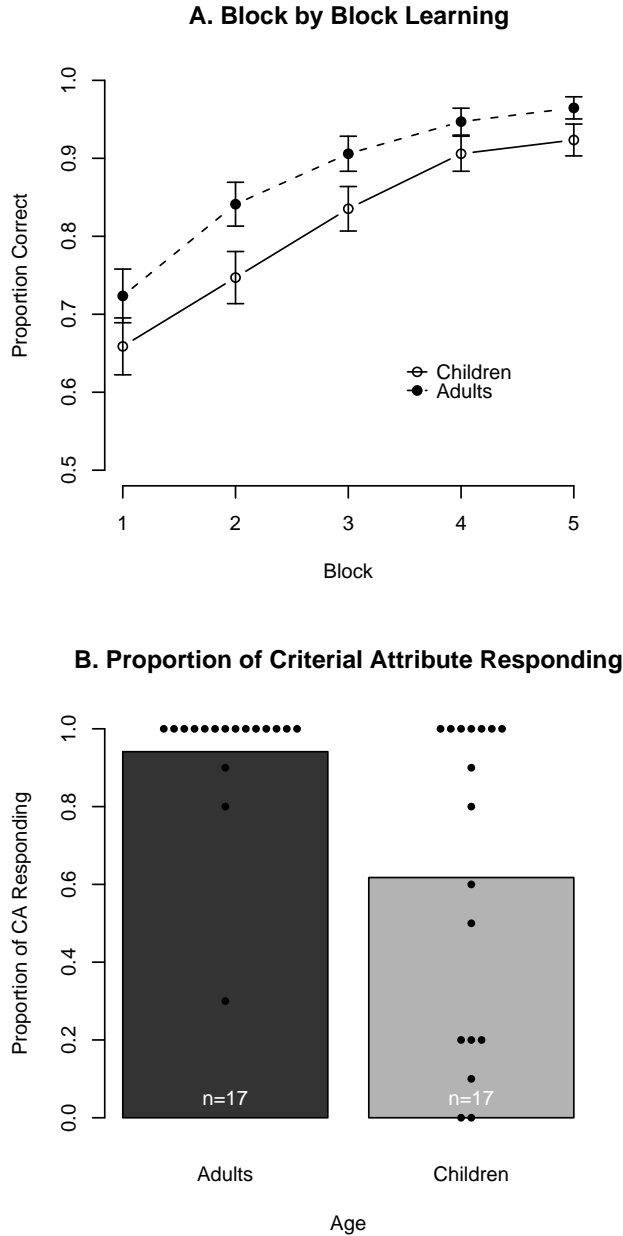 A. Block by Block Learning
Proportion Correct
1.0
0.9
0.8
0.7
0.6
0.5
Children
Adults
1 2 3 4 5
Block
B. Proportion of Criterial Attribute Responding
Proportion of CA Responding
1.0
0.8
0.6
0.4
0.2
0.0
n=17 n=17
Adults Children
Age